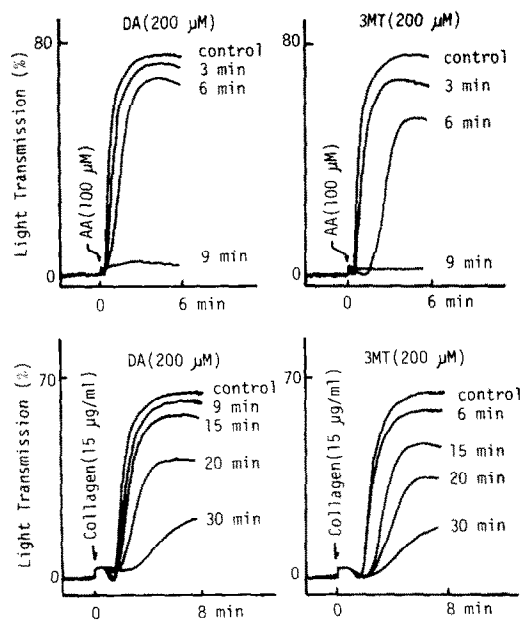 DA(200 µM)
80
Light Transmission (%)
control
3 min
6 min
AA(100 µM)
9 min
0
0
6 min
3MT(200 µM)
80
control
3 min
6 min
AA(100 µM)
9 min
0
0
6 min
DA(200 µM)
70
Light Transmission (%)
control
9 min
15 min
20 min
Collagen(15 µg/ml)
30 min
0
0
8 min
3MT(200 µM)
70
control
6 min
15 min
20 min
Collagen(15 µg/ml)
30 min
0
0
8 min